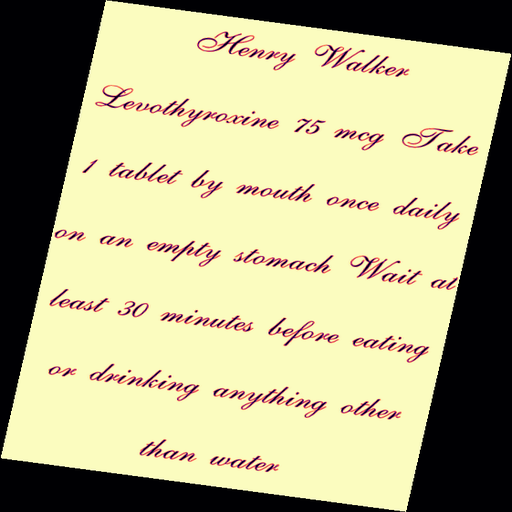 Henry Walker
Levothyroxine 75 mcg Take
1 tablet by mouth once daily
on an empty stomach Wait at
least 30 minutes before eating
or drinking anything other
than water